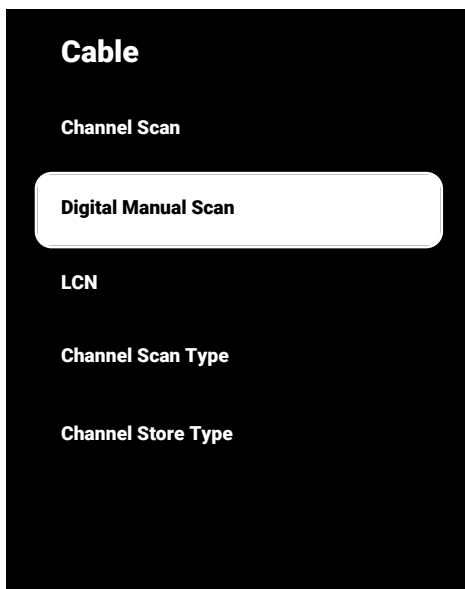 Cable
Channel Scan
Digital Manual Scan
LCN
Channel Scan Type
Channel Store Type